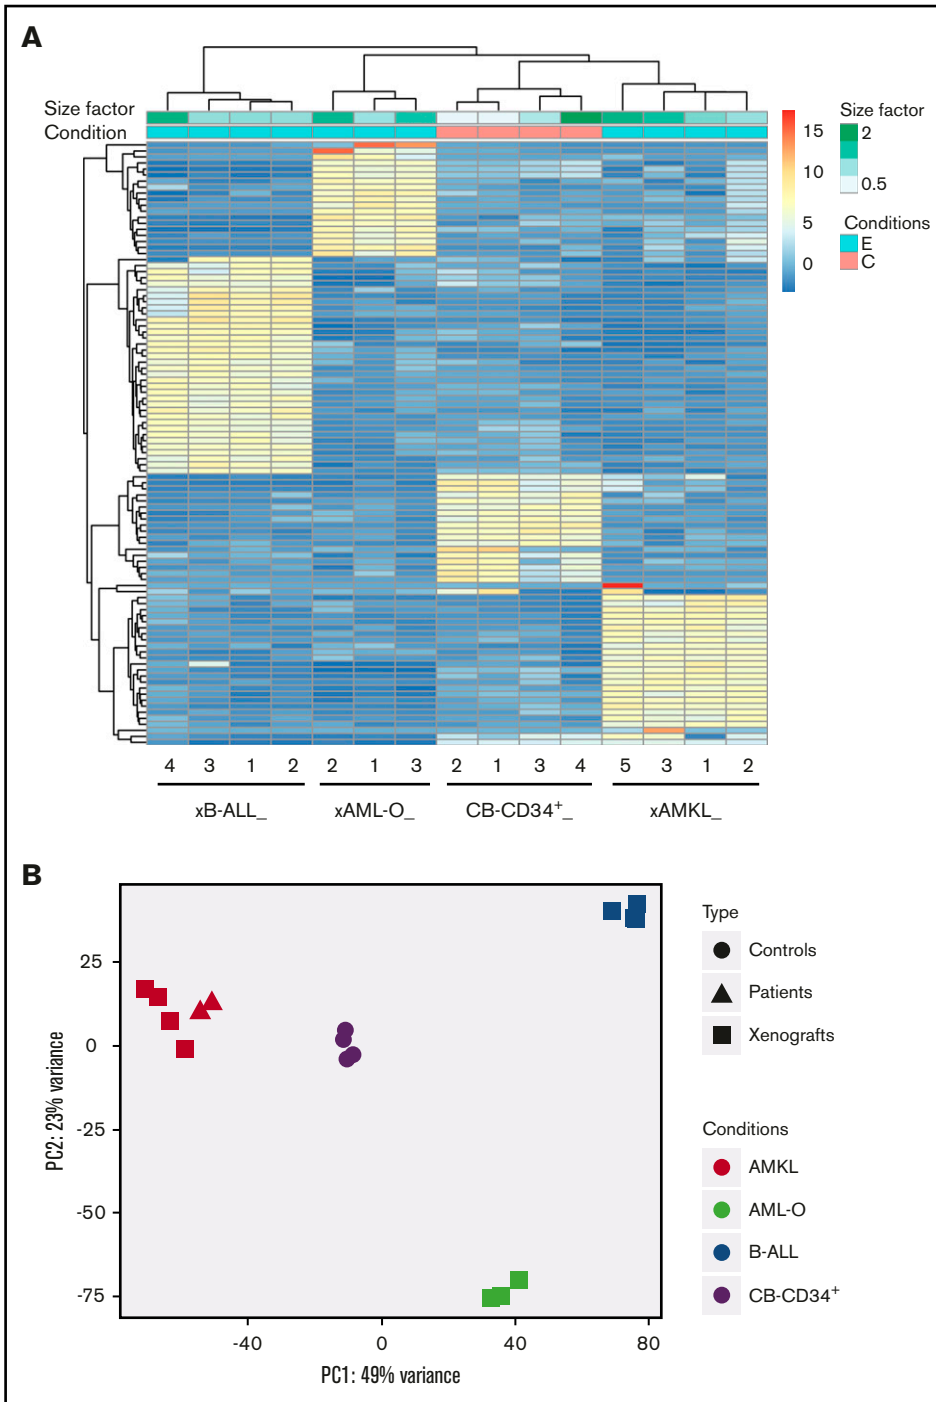 A
Size factor
Condition
15
10
5
0
Size factor
2
0.5
Conditions
E
C
4 3 1 2 2 1 3 2 1 3 4 5 3 1 2
xB-ALL_ xAML-O_ CB-CD34⁺_ xAMKL_
B
25
0
-25
-50
-75
PC2: 23% variance
-40 0 40 80
PC1: 49% variance
Type
Controls
Patients
Xenografts
Conditions
AMKL
AML-O
B-ALL
CB-CD34⁺